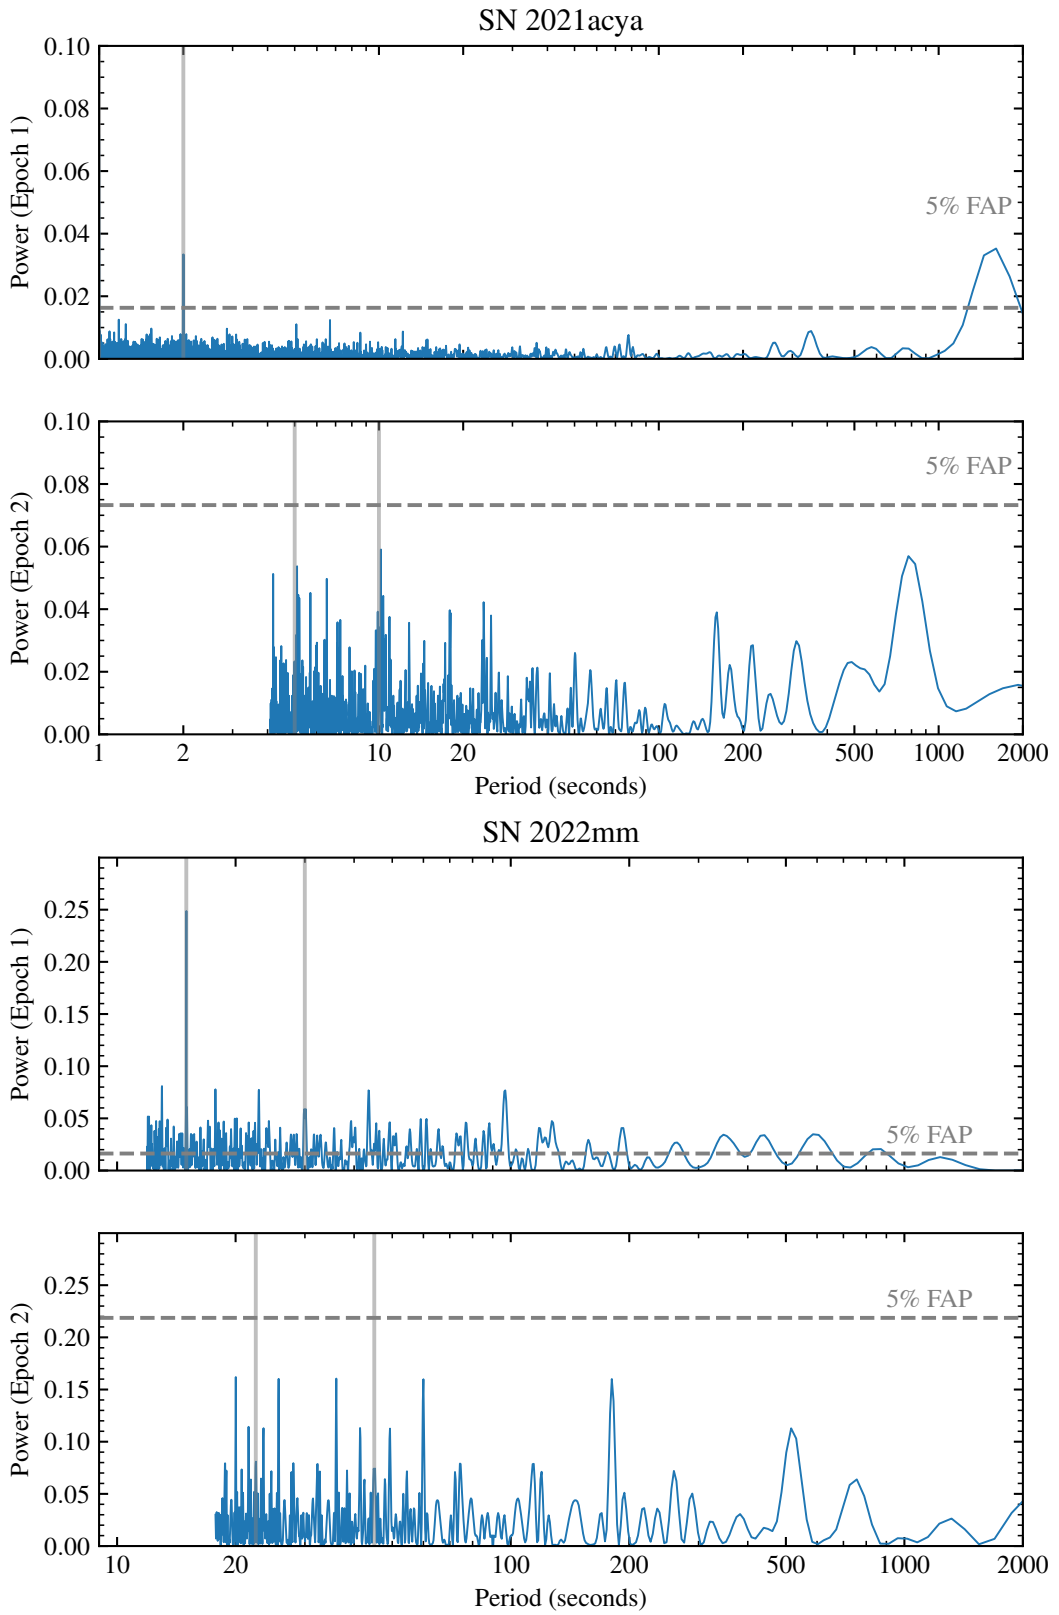 SN 2021acya
0.10
0.08
0.06
0.04
0.02
0.00
Power (Epoch 1)
5% FAP
0.10
0.08
0.06
0.04
0.02
0.00
Power (Epoch 2)
5% FAP
1 2 10 20 100 200 500 1000 2000
Period (seconds)
SN 2022mm
0.25
0.20
0.15
0.10
0.05
0.00
Power (Epoch 1)
5% FAP
0.25
0.20
0.15
0.10
0.05
0.00
Power (Epoch 2)
5% FAP
10 20 100 200 500 1000 2000
Period (seconds)